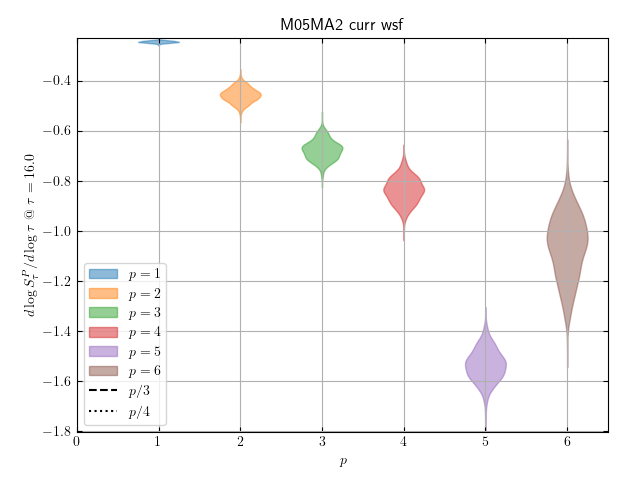 M05MA2 curr wsf
d log S_τ^P / d log τ @ τ = 16.0
−0.4
−0.6
−0.8
−1.0
−1.2
−1.4
−1.6
−1.8
p = 1
p = 2
p = 3
p = 4
p = 5
p = 6
p/3
p/4
0 1 2 3 4 5 6
p